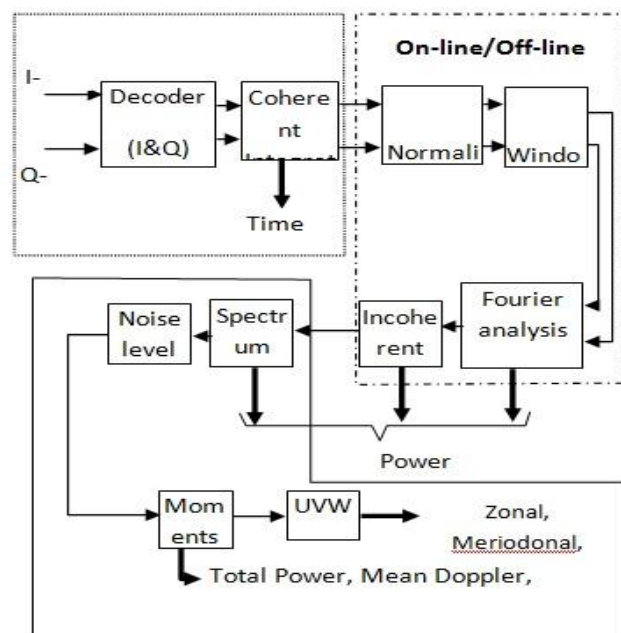 On-line/Off-line
I-
Q-
Decoder
(I&Q)
Cohere
nt
Time
Normali
Windo
Fourier
analysis
Incohe
rent
Spectr
um
Noise
level
Power
Mom
ents
UVW
Zonal,
Meriodonal,
Total Power, Mean Doppler,